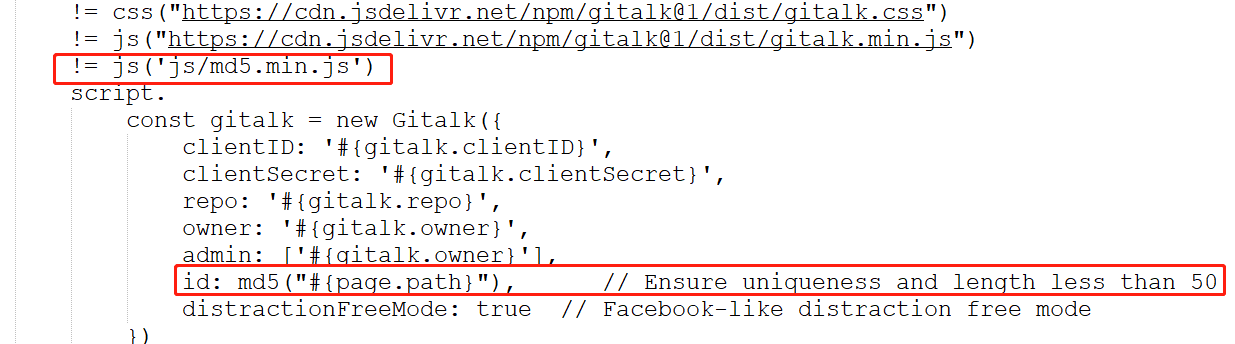 != css("https://cdn.jsdelivr.net/npm/gitalk@1/dist/gitalk.css")
!= js("https://cdn.jsdelivr.net/npm/gitalk@1/dist/gitalk.min.js")
!= js('js/md5.min.js')
script.
const gitalk = new Gitalk({
clientID: '#{gitalk.clientID}',
clientSecret: '#{gitalk.clientSecret}',
repo: '#{gitalk.repo}',
owner: '#{gitalk.owner}',
admin: ['#{gitalk.owner}'],
id: md5("#{page.path}"),      // Ensure uniqueness and length less than 50
distractionFreeMode: true  // Facebook-like distraction free mode
})